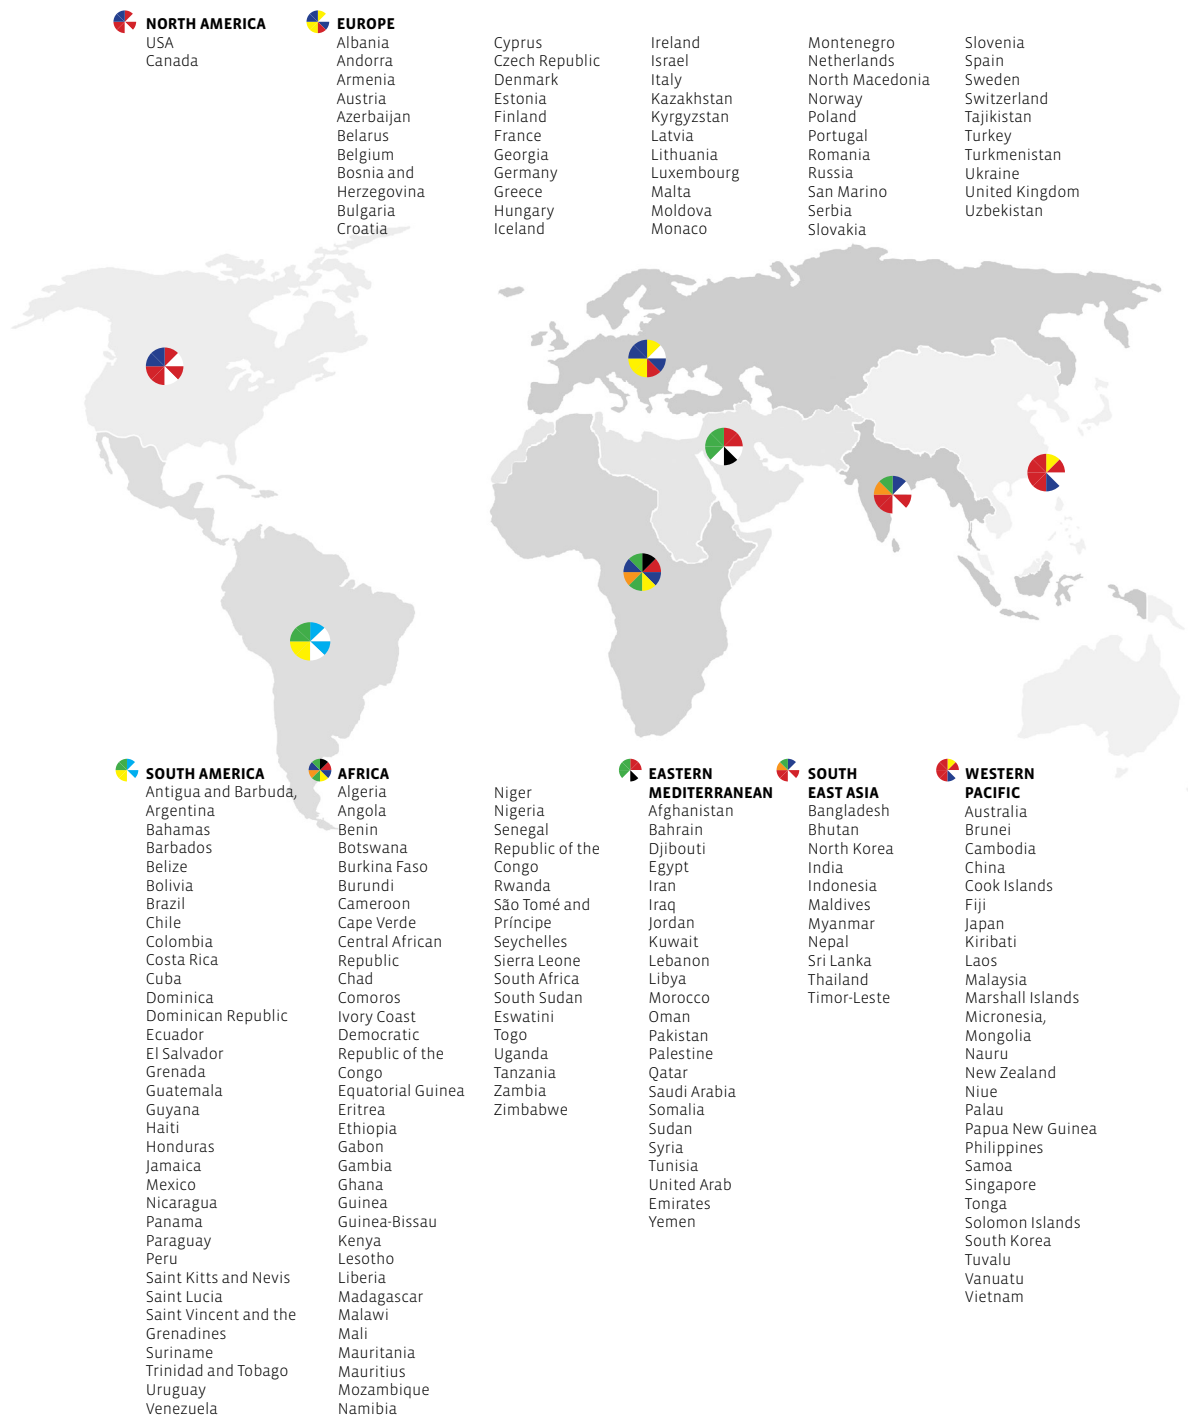 NORTH AMERICA
USA
Canada
EUROPE
Albania
Andorra
Armenia
Austria
Azerbaijan
Belarus
Belgium
Bosnia and
Herzegovina
Bulgaria
Croatia
Cyprus
Czech Republic
Denmark
Estonia
Finland
France
Georgia
Germany
Greece
Hungary
Iceland
Ireland
Israel
Italy
Kazakhstan
Kyrgyzstan
Latvia
Lithuania
Luxembourg
Malta
Moldova
Monaco
Montenegro
Netherlands
North Macedonia
Norway
Poland
Portugal
Romania
Russia
San Marino
Serbia
Slovakia
Slovenia
Spain
Sweden
Switzerland
Tajikistan
Turkey
Turkmenistan
Ukraine
United Kingdom
Uzbekistan
SOUTH AMERICA
Antigua and Barbuda,
Argentina
Bahamas
Barbados
Belize
Bolivia
Brazil
Chile
Colombia
Costa Rica
Cuba
Dominica
Dominican Republic
Ecuador
El Salvador
Grenada
Guatemala
Guyana
Haiti
Honduras
Jamaica
Mexico
Nicaragua
Panama
Paraguay
Peru
Saint Kitts and Nevis
Saint Lucia
Saint Vincent and the
Grenadines
Suriname
Trinidad and Tobago
Uruguay
Venezuela
AFRICA
Algeria
Angola
Benin
Botswana
Burkina Faso
Burundi
Cameroon
Cape Verde
Central African
Republic
Chad
Comoros
Ivory Coast
Democratic
Republic of the
Congo
Equatorial Guinea
Eritrea
Ethiopia
Gabon
Gambia
Ghana
Guinea
Guinea-Bissau
Kenya
Lesotho
Liberia
Madagascar
Malawi
Mali
Mauritania
Mauritius
Mozambique
Namibia
Niger
Nigeria
Senegal
Republic of the
Congo
Rwanda
São Tomé and
Príncipe
Seychelles
Sierra Leone
South Africa
South Sudan
Eswatini
Togo
Uganda
Tanzania
Zambia
Zimbabwe
EASTERN
MEDITERRANEAN
Afghanistan
Bahrain
Djibouti
Egypt
Iran
Iraq
Jordan
Kuwait
Lebanon
Libya
Morocco
Oman
Pakistan
Palestine
Qatar
Saudi Arabia
Somalia
Sudan
Syria
Tunisia
United Arab
Emirates
Yemen
SOUTH
EAST ASIA
Bangladesh
Bhutan
North Korea
India
Indonesia
Maldives
Myanmar
Nepal
Sri Lanka
Thailand
Timor-Leste
WESTERN
PACIFIC
Australia
Brunei
Cambodia
China
Cook Islands
Fiji
Japan
Kiribati
Laos
Malaysia
Marshall Islands
Micronesia,
Mongolia
Nauru
New Zealand
Niue
Palau
Papua New Guinea
Philippines
Samoa
Singapore
Tonga
Solomon Islands
South Korea
Tuvalu
Vanuatu
Vietnam